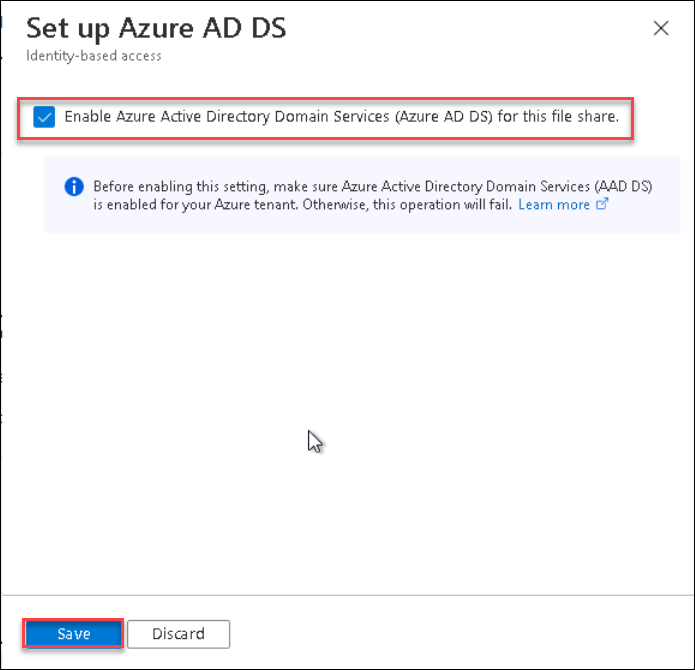 Set up Azure AD DS
Identity-based access
Enable Azure Active Directory Domain Services (Azure AD DS) for this file share.
Before enabling this setting, make sure Azure Active Directory Domain Services (AAD DS)
is enabled for your Azure tenant. Otherwise, this operation will fail. Learn more
Save
Discard